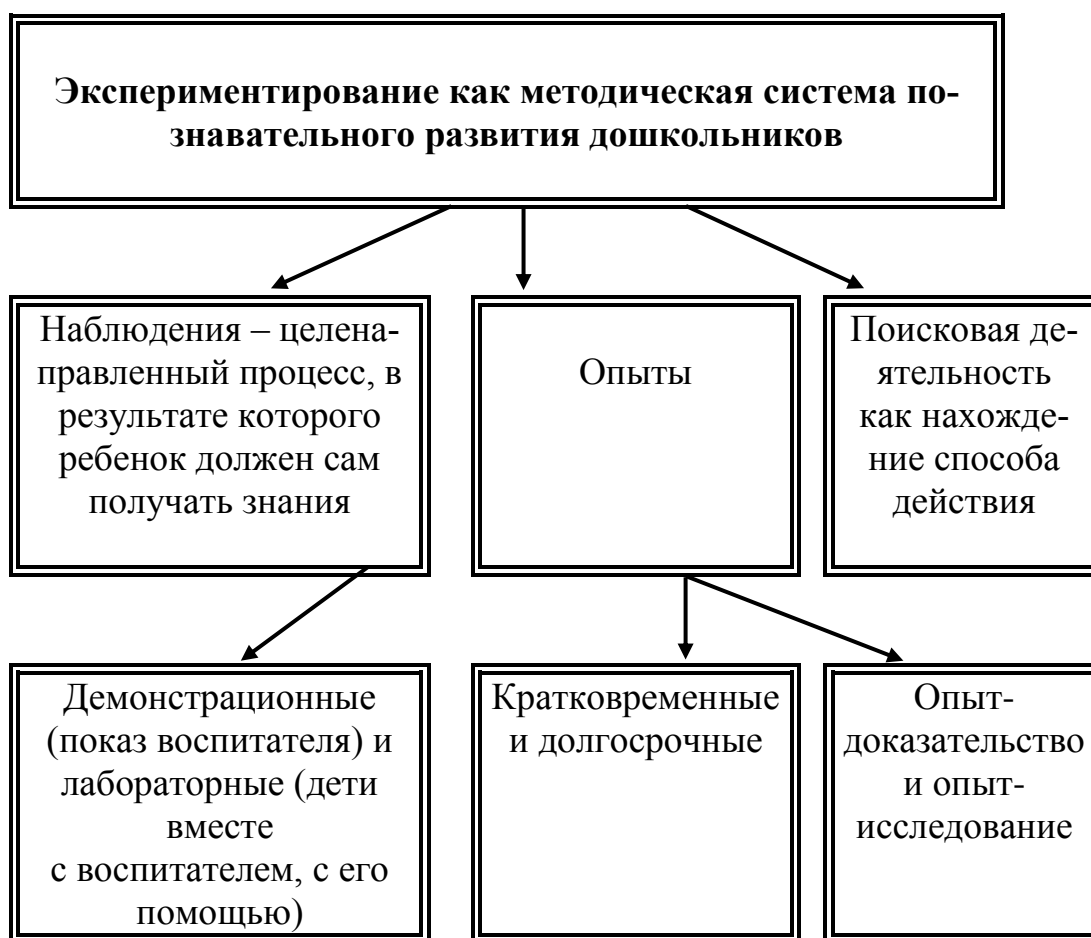 Экспериментирование как методическая система по-
знавательного развития дошкольников
Наблюдения – целена-
правленный процесс, в
результате которого
ребенок должен сам
получать знания
Опыты
Поисковая де-
ятельность
как нахожде-
ние способа
действия
Демонстрационные
(показ воспитателя) и
лабораторные (дети
вместе
с воспитателем, с его
помощью)
Кратковременные
и долгосрочные
Опыт-
доказательство
и опыт-
исследование